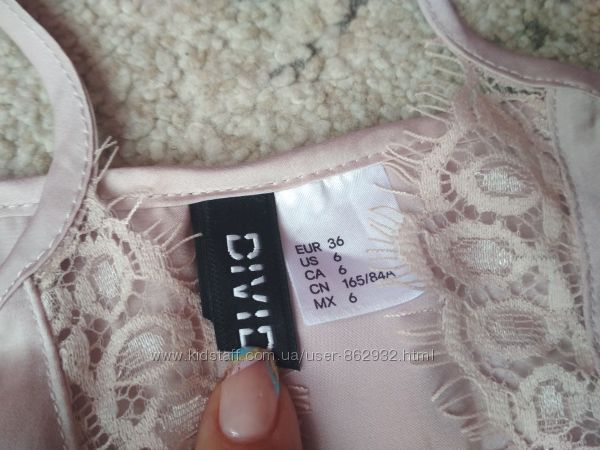 DIVID
EUR 36
US 6
CA 6
CN 165/84A
MX 6
www.kidstaff.com.ua/user-862932.html